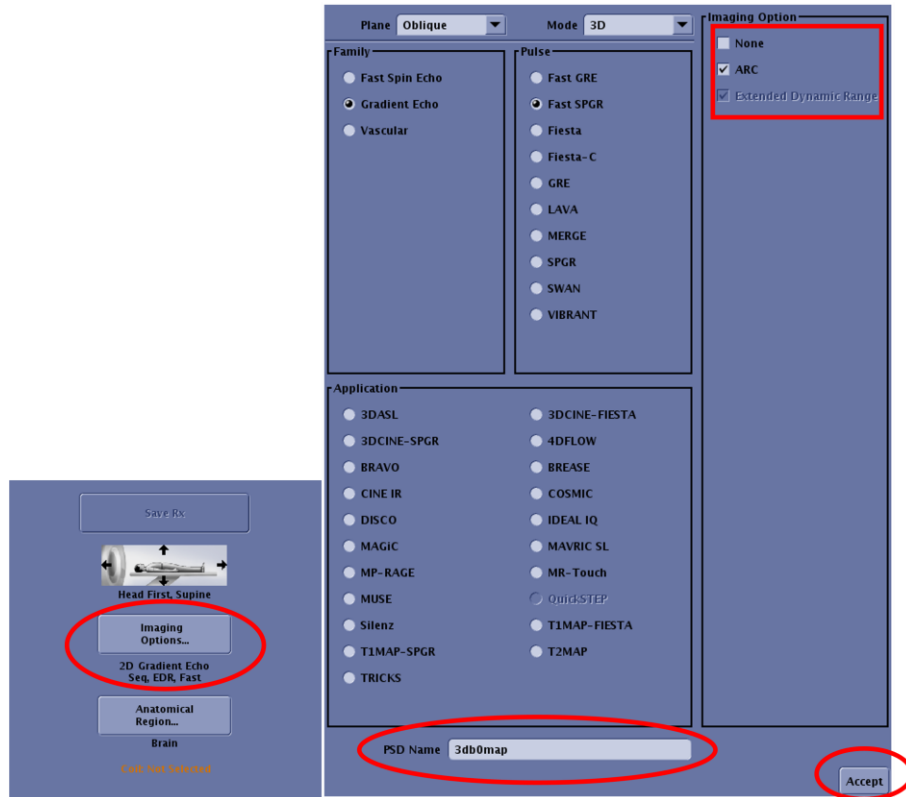 Save Rx
Head First, Supine
Imaging
Options...
2D Gradient Echo
Seq, EDR, Fast
Anatomical
Region...
Brain
Coil Not Selected
Plane Oblique
Mode 3D
Family
Fast Spin Echo
Gradient Echo
Vascular
Pulse
Fast GRE
Fast SPGR
Fiesta
Fiesta-C
GRE
LAVA
MERGE
SPGR
SWAN
VIBRANT
Imaging Option
None
ARC
Extended Dynamic Range
Application
3DASL
3DCINE-FIESTA
3DCINE-SPGR
4DFLOW
BRAVO
BREASE
CINE IR
COSMIC
DISCO
IDEAL IQ
MAGiC
MAVRIC SL
MP-RAGE
MR-Touch
MUSE
QuickSTEP
Silenz
T1MAP-FIESTA
T1MAP-SPGR
T2MAP
TRICKS
PSD Name 3db0map
Accept